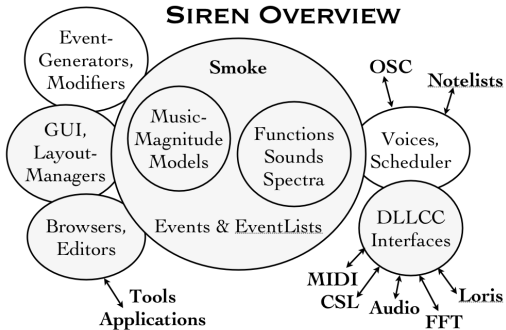 SIREN OVERVIEW
Event-
Generators,
Modifiers
GUI,
Layout-
Managers
Browsers,
Editors
Tools
Applications
Smoke
Music-
Magnitude
Models
Functions
Sounds
Spectra
Events & EventLists
OSC
Notelists
Voices,
Scheduler
DLLCC
Interfaces
MIDI
CSL
Audio
FFT
Loris